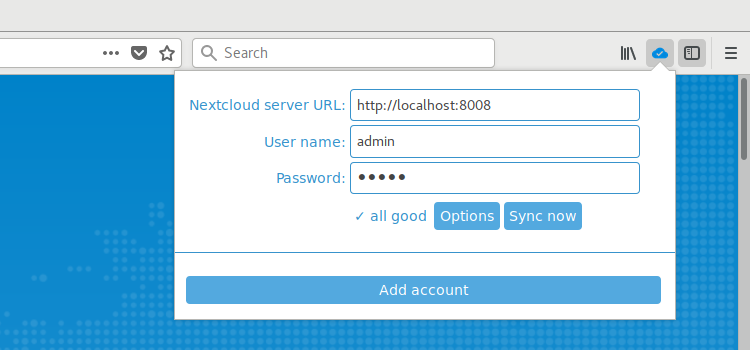 Search
Nextcloud server URL: http://localhost:8008
User name: admin
Password: •••••
✓ all good Options Sync now
Add account